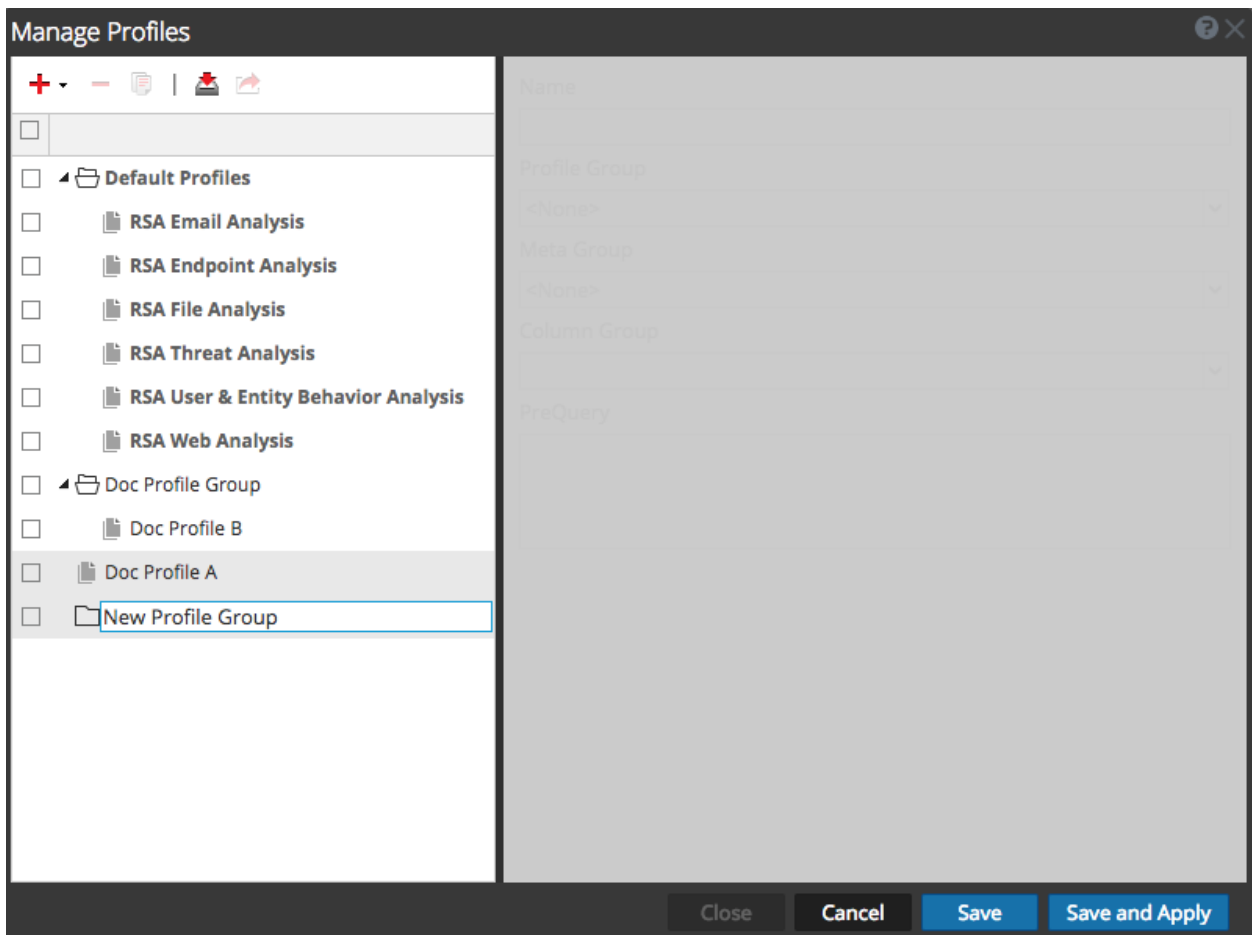 Manage Profiles
Name
Profile Group
<None>
Meta Group
<None>
Column Group
PreQuery
Default Profiles
RSA Email Analysis
RSA Endpoint Analysis
RSA File Analysis
RSA Threat Analysis
RSA User & Entity Behavior Analysis
RSA Web Analysis
Doc Profile Group
Doc Profile B
Doc Profile A
New Profile Group
Close
Cancel
Save
Save and Apply